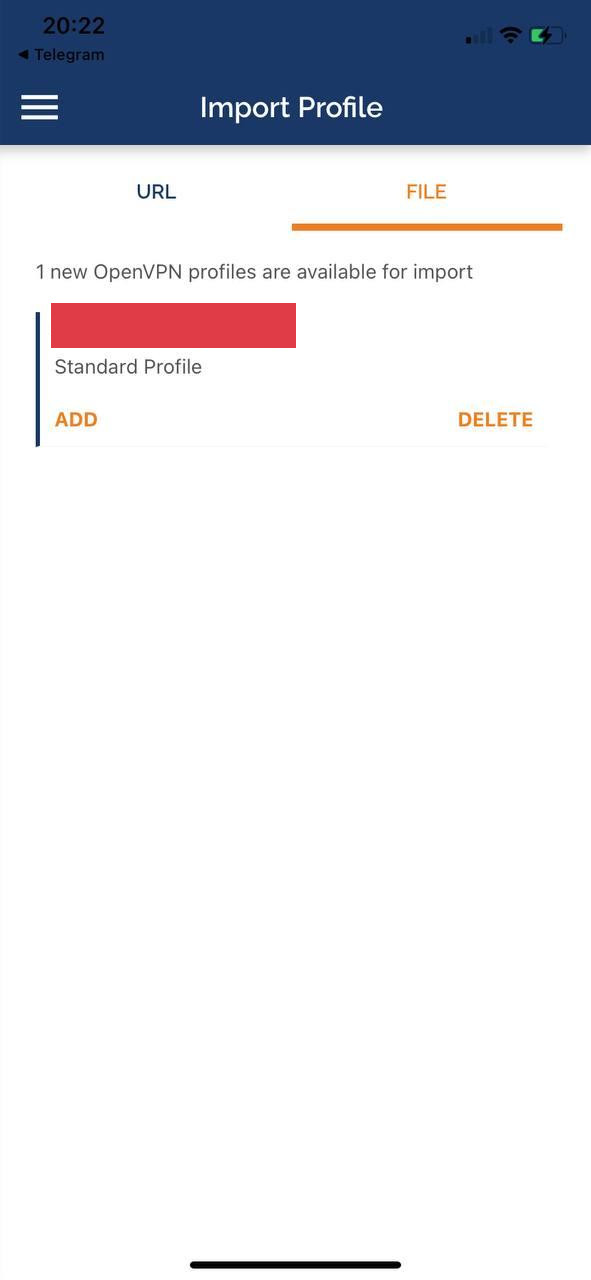 20:22
◀ Telegram
Import Profile
URL
FILE
1 new OpenVPN profiles are available for import
Standard Profile
ADD
DELETE